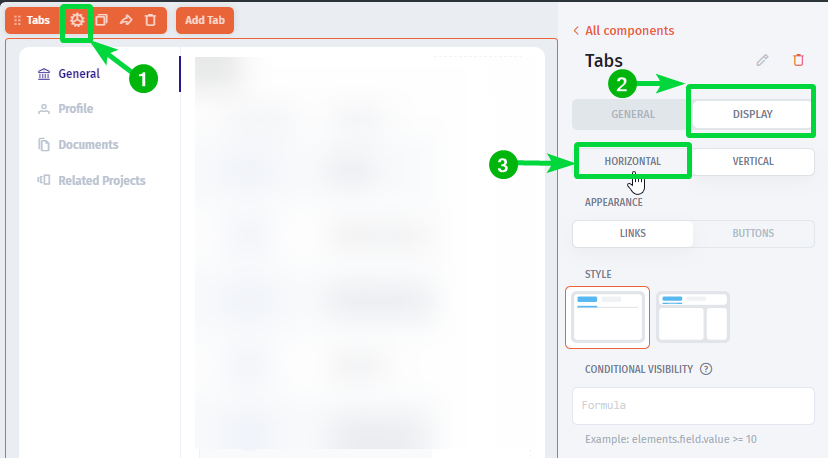 Tabs
Add Tab
1
General
Profile
Documents
Related Projects
< All components
Tabs
2
GENERAL
DISPLAY
3
HORIZONTAL
VERTICAL
APPEARANCE
LINKS
BUTTONS
STYLE
CONDITIONAL VISIBILITY ?
Formula
Example: elements.field.value >= 10